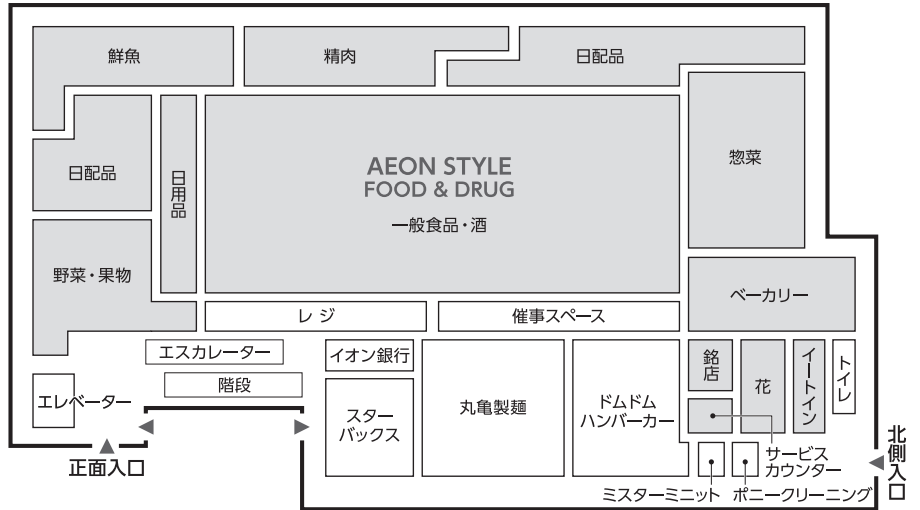 鮮魚
精肉
日配品
惣菜
日配品
日用品
AEON STYLE
FOOD & DRUG
一般食品・酒
野菜・果物
ベーカリー
レジ
催事スペース
エスカレーター
階段
エレベーター
正面入口
イオン銀行
スター
バックス
丸亀製麺
ドムドム
ハンバーカー
銘店
花
イートイン
トイレ
サービス
カウンター
ミスターミニット
ポニークリーニング
北側入口